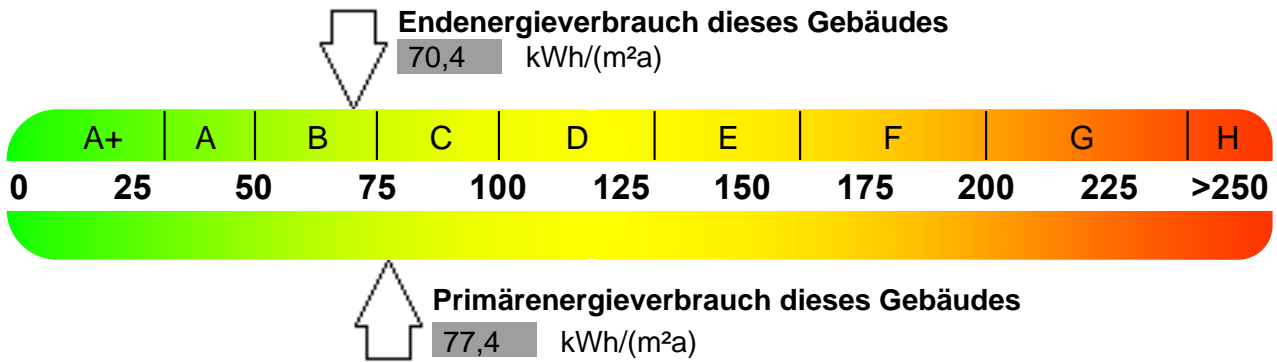 Endenergieverbrauch dieses Gebäudes
70,4 kWh/(m²a)
A+ A B C D E F G H
0 25 50 75 100 125 150 175 200 225 >250
Primärenergieverbrauch dieses Gebäudes
77,4 kWh/(m²a)